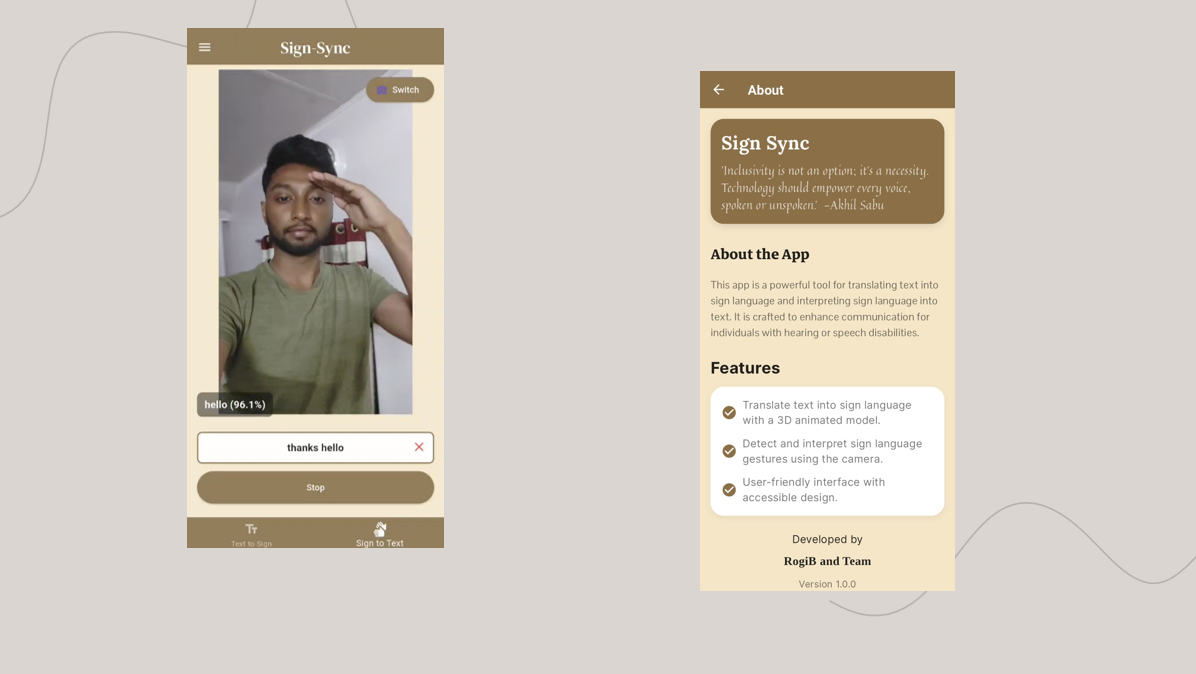 Sign-Sync
Switch
hello (96.1%)
thanks hello
Stop
Text to Sign
Sign to Text
About
Sign Sync
'Inclusivity is not an option; it's a necessity.
Technology should empower every voice,
spoken or unspoken.' -Akhil Sabu
About the App
This app is a powerful tool for translating text into
sign language and interpreting sign language into
text. It is crafted to enhance communication for
individuals with hearing or speech disabilities.
Features
Translate text into sign language
with a 3D animated model.
Detect and interpret sign language
gestures using the camera.
User-friendly interface with
accessible design.
Developed by
RogiB and Team
Version 1.0.0